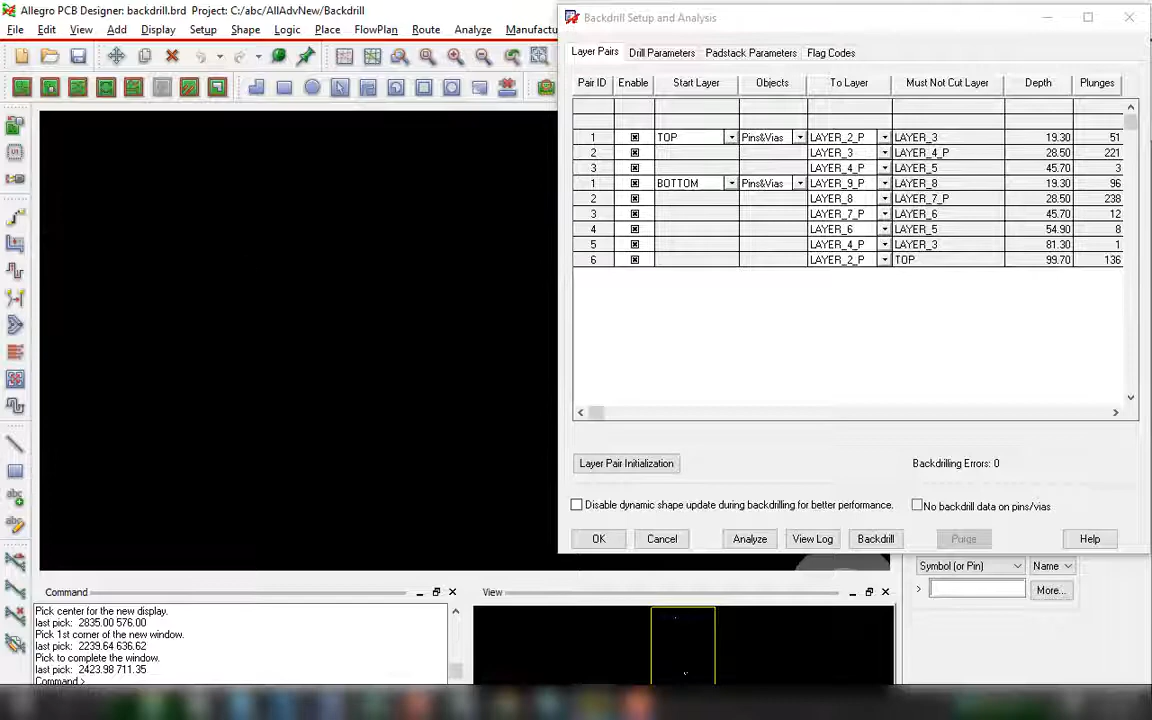 Allegro PCB Designer: backdrill.brd  Project: C:/abc/AllAdvNew/Backdrill
File Edit View Add Display Setup Shape Logic Place FlowPlan Route Analyze Manufactu
Backdrill Setup and Analysis
Layer Pairs Drill Parameters Padstack Parameters Flag Codes
Pair ID Enable Start Layer Objects To Layer Must Not Cut Layer Depth Plunges
1 TOP Pins&Vias LAYER_2_P LAYER_3 19.30 51
2 LAYER_3 LAYER_4_P 28.50 221
3 LAYER_4_P LAYER_5 45.70 3
1 BOTTOM Pins&Vias LAYER_9_P LAYER_8 19.30 96
2 LAYER_8 LAYER_7_P 28.50 238
3 LAYER_7_P LAYER_6 45.70 12
4 LAYER_6 LAYER_5 54.90 8
5 LAYER_4_P LAYER_3 81.30 1
6 LAYER_2_P TOP 99.70 136
Layer Pair Initialization
Backdrilling Errors: 0
Disable dynamic shape update during backdrilling for better performance.
No backdrill data on pins/vias
OK Cancel Analyze View Log Backdrill Purge Help
Symbol (or Pin) Name
More...
Command
Pick center for the new display.
last pick:  2835.00 576.00
Pick 1st corner of the new window.
last pick:  2239.64 636.62
Pick to complete the window.
last pick:  2423.98 711.35
Command >
View